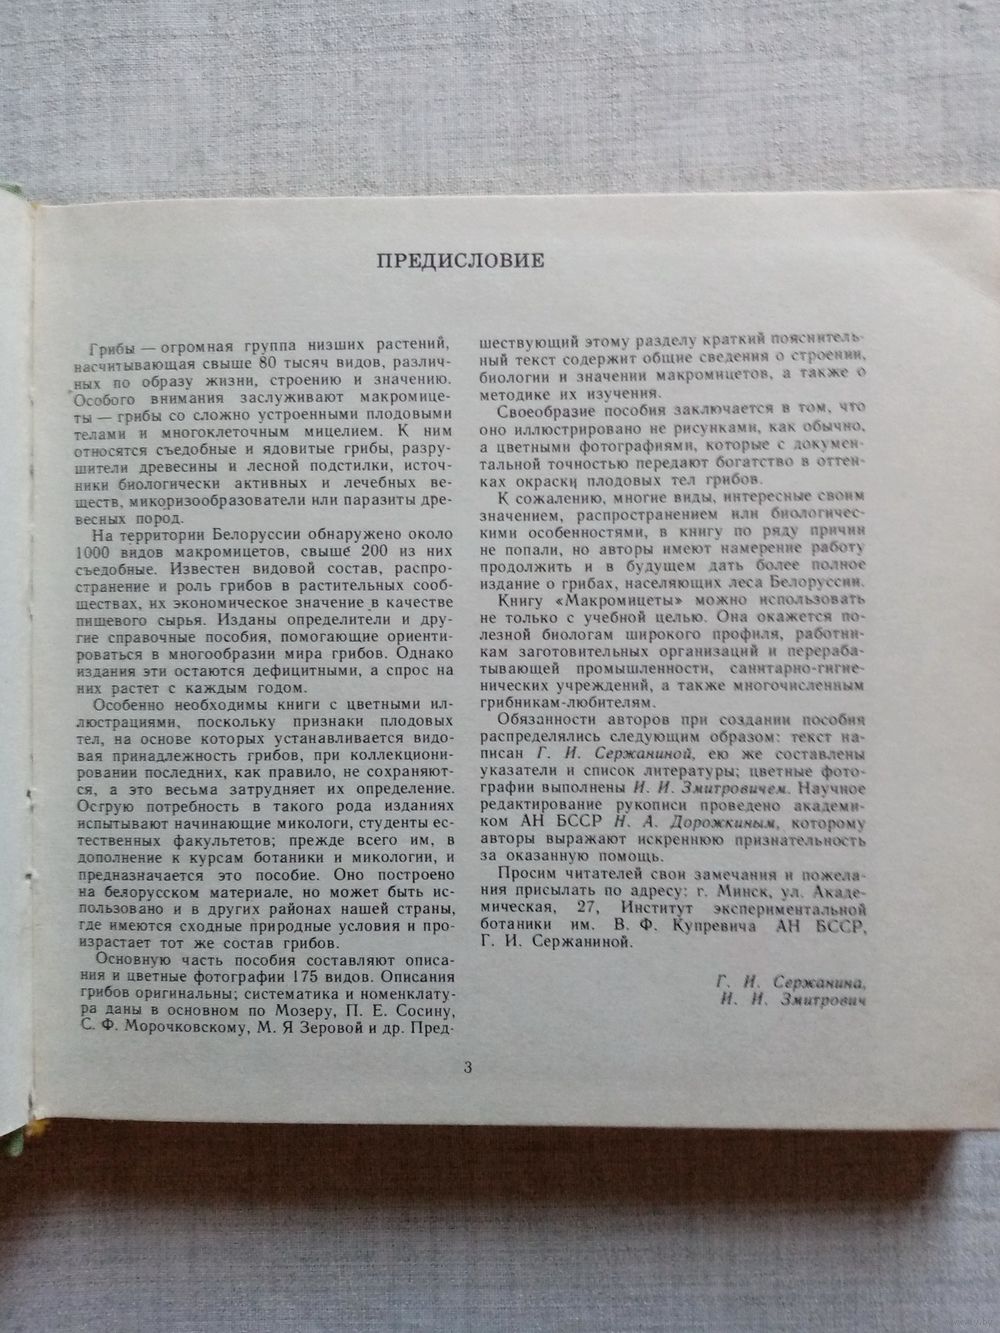 ПРЕДИСЛОВИЕ
Грибы — огромная группа низших растений,
насчитывающая свыше 80 тысяч видов, различ-
ных по образу жизни, строению и значению.
Особого внимания заслуживают макромице-
ты — грибы со сложно устроенными плодовыми
телами и многоклеточным мицелием. К ним
относятся съедобные и ядовитые грибы, разру-
шители древесины и лесной подстилки, источ-
ники биологически активных и лечебных ве-
ществ, микоризообразователи или паразиты дре-
весных пород.
На территории Белоруссии обнаружено около
1000 видов макромицетов, свыше 200 из них
съедобные. Известен видовой состав, распро-
странение и роль грибов в растительных сооб-
ществах, их экономическое значение в качестве
пищевого сырья. Изданы определители и дру-
гие справочные пособия, помогающие ориенти-
роваться в многообразии мира грибов. Однако
издания эти остаются дефицитными, а спрос на
них растет с каждым годом.
Особенно необходимы книги с цветными ил-
люстрациями, поскольку признаки плодовых
тел, на основе которых устанавливается видо-
вая принадлежность грибов, при коллекциони-
ровании последних, как правило, не сохраняют-
ся, а это весьма затрудняет их определение.
Острую потребность в такого рода изданиях
испытывают начинающие микологи, студенты ес-
тественных факультетов; прежде всего им, в
дополнение к курсам ботаники и микологии, и
предназначается это пособие. Оно построено
на белорусском материале, но может быть ис-
пользовано и в других районах нашей страны,
где имеются сходные природные условия и про-
израстает тот же состав грибов.
Основную часть пособия составляют описа-
ния и цветные фотографии 175 видов. Описания
грибов оригинальны; систематика и номенклату-
ра даны в основном по Мозеру, П. Е. Сосину,
С. Ф. Морочковскому, М. Я Зеровой и др. Пред-
шествующий этому разделу краткий пояснитель-
ный текст содержит общие сведения о строении,
биологии и значении макромицетов, а также о
методике их изучения.
Своеобразие пособия заключается в том, что
оно иллюстрировано не рисунками, как обычно,
а цветными фотографиями, которые с докумен-
тальной точностью передают богатство в оттен-
ках окраски плодовых тел грибов.
К сожалению, многие виды, интересные своим
значением, распространением или биологичес-
кими особенностями, в книгу по ряду причин
не попали, но авторы имеют намерение работу
продолжить и в будущем дать более полное
издание о грибах, населяющих леса Белоруссии.
Книгу «Макромицеты» можно использовать
не только с учебной целью. Она окажется по-
лезной биологам широкого профиля, работни-
кам заготовительных организаций и перераба-
тывающей промышленности, санитарно-гигие-
нических учреждений, а также многочисленным
грибникам-любителям.
Обязанности авторов при создании пособия
распределялись следующим образом: текст на-
писан Г. И. Сержаниной, ею же составлены
указатели и список литературы; цветные фото-
графии выполнены И. И. Змитровичем. Научное
редактирование рукописи проведено академи-
ком АН БССР Н. А. Дорожкиным, которому
авторы выражают искреннюю признательность
за оказанную помощь.
Просим читателей свои замечания и пожела-
ния присылать по адресу: г. Минск, ул. Акаде-
мическая, 27, Институт экспериментальной
ботаники им. В. Ф. Купревича АН БССР,
Г. И. Сержаниной.
Г. И. Сержанина,
И. И. Змитрович
3